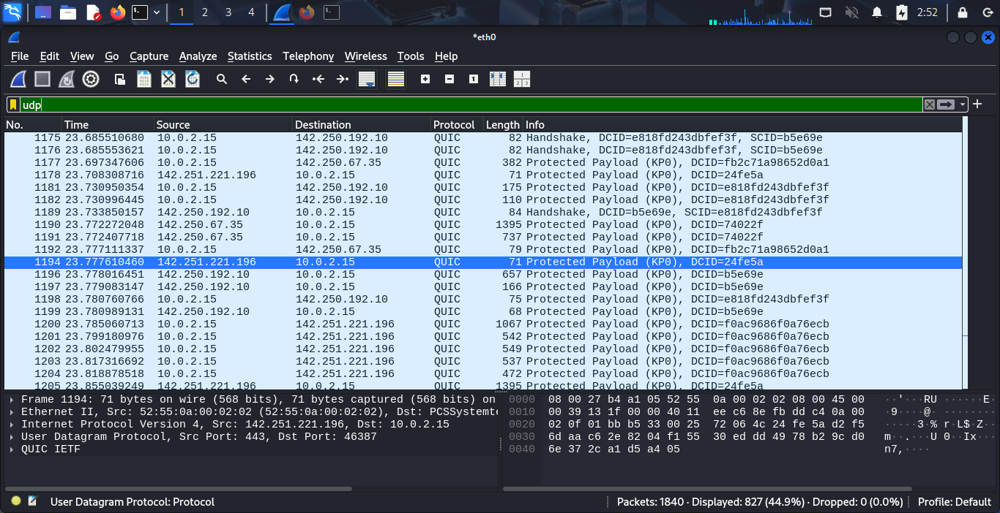 1 2 3 4 2:52
*eth0
File Edit View Go Capture Analyze Statistics Telephony Wireless Tools Help
udp
No. Time Source Destination Protocol Length Info
1175 23.685510680 10.0.2.15 142.250.192.10 QUIC 82 Handshake, DCID=e818fd243dbfef3f, SCID=b5e69e
1176 23.685553621 10.0.2.15 142.250.192.10 QUIC 82 Handshake, DCID=e818fd243dbfef3f, SCID=b5e69e
1177 23.697347606 10.0.2.15 142.250.67.35 QUIC 382 Protected Payload (KP0), DCID=fb2c71a98652d0a1
1178 23.708308716 142.251.221.196 10.0.2.15 QUIC 71 Protected Payload (KP0), DCID=24fe5a
1181 23.730950354 10.0.2.15 142.250.192.10 QUIC 175 Protected Payload (KP0), DCID=e818fd243dbfef3f
1182 23.730996445 10.0.2.15 142.250.192.10 QUIC 110 Protected Payload (KP0), DCID=e818fd243dbfef3f
1189 23.733850157 142.250.192.10 10.0.2.15 QUIC 84 Handshake, DCID=b5e69e, SCID=e818fd243dbfef3f
1190 23.772272048 142.250.67.35 10.0.2.15 QUIC 1395 Protected Payload (KP0), DCID=74022f
1191 23.772407718 142.250.67.35 10.0.2.15 QUIC 737 Protected Payload (KP0), DCID=74022f
1192 23.777111337 10.0.2.15 142.250.67.35 QUIC 79 Protected Payload (KP0), DCID=fb2c71a98652d0a1
1194 23.777610460 142.251.221.196 10.0.2.15 QUIC 71 Protected Payload (KP0), DCID=24fe5a
1196 23.778016451 142.250.192.10 10.0.2.15 QUIC 657 Protected Payload (KP0), DCID=b5e69e
1197 23.779083147 142.250.192.10 10.0.2.15 QUIC 166 Protected Payload (KP0), DCID=b5e69e
1198 23.780760766 10.0.2.15 142.250.192.10 QUIC 75 Protected Payload (KP0), DCID=e818fd243dbfef3f
1199 23.780989131 142.250.192.10 10.0.2.15 QUIC 68 Protected Payload (KP0), DCID=b5e69e
1200 23.785060713 10.0.2.15 142.251.221.196 QUIC 1067 Protected Payload (KP0), DCID=f0ac9686f0a76ecb
1201 23.799180976 10.0.2.15 142.251.221.196 QUIC 542 Protected Payload (KP0), DCID=f0ac9686f0a76ecb
1202 23.802479955 10.0.2.15 142.251.221.196 QUIC 549 Protected Payload (KP0), DCID=f0ac9686f0a76ecb
1203 23.817316692 10.0.2.15 142.251.221.196 QUIC 537 Protected Payload (KP0), DCID=f0ac9686f0a76ecb
1204 23.818878518 10.0.2.15 142.251.221.196 QUIC 472 Protected Payload (KP0), DCID=f0ac9686f0a76ecb
1205 23.855039249 142.251.221.196 10.0.2.15 QUIC 1395 Protected Payload (KP0), DCID=24fe5a
Frame 1194: 71 bytes on wire (568 bits), 71 bytes captured (568 bits) on
Ethernet II, Src: 52:55:0a:00:02:02 (52:55:0a:00:02:02), Dst: PCSSystemte
Internet Protocol Version 4, Src: 142.251.221.196, Dst: 10.0.2.15
User Datagram Protocol, Src Port: 443, Dst Port: 46387
QUIC IETF
0000 08 00 27 b4 a1 05 52 55 0a 00 02 02 08 00 45 00 ··'···RU ······E·
0010 00 39 13 1f 00 00 40 11 ee c6 8e fb dd c4 0a 00 ·9····@· ········
0020 02 0f 01 bb b5 33 00 25 72 06 4c 24 fe 5a d2 f5 ·····3·% r·L$·Z··
0030 6d aa c6 2e 82 04 f1 55 30 ed dd 49 78 b2 9c d0 m··.···U 0··Ix···
0040 6e 37 2c a1 d5 a4 05 n7,····
User Datagram Protocol: Protocol
Packets: 1840 · Displayed: 827 (44.9%) · Dropped: 0 (0.0%)
Profile: Default